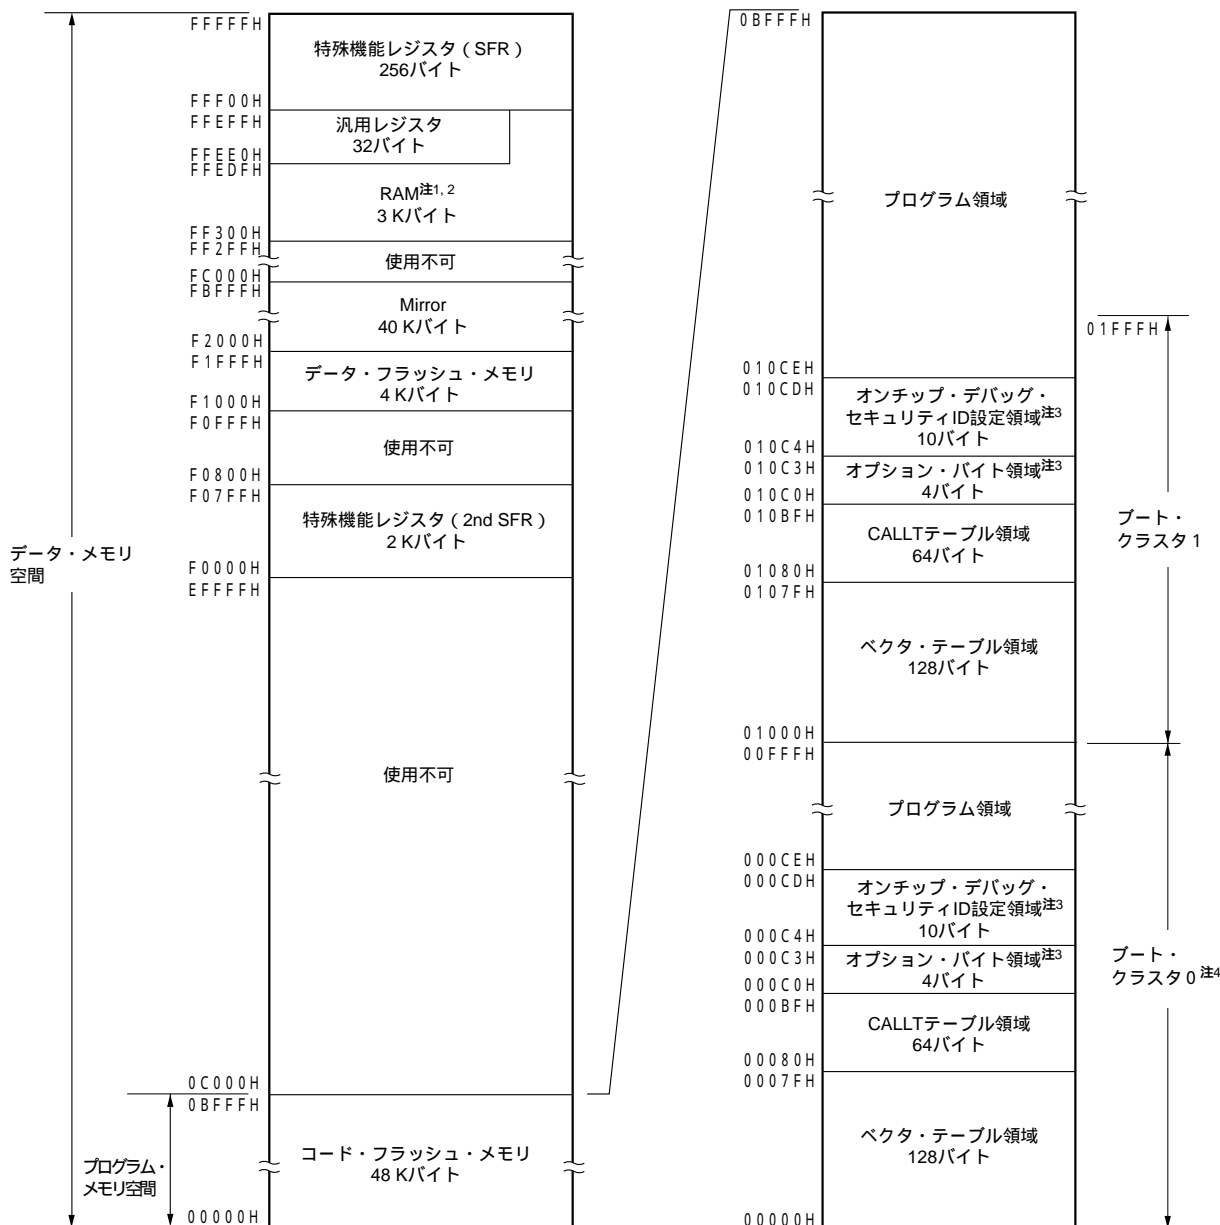 FFFFFH
特殊機能レジスタ（SFR）
256バイト
FFF00H
FFEFFH
汎用レジスタ
32バイト
FFEE0H
FFEDFH
RAM注1, 2
3 Kバイト
FF300H
FF2FFH
使用不可
FC000H
FBFFFH
Mirror
40 Kバイト
F2000H
F1FFFH
データ・フラッシュ・メモリ
4 Kバイト
F1000H
F0FFFH
使用不可
F0800H
F07FFH
特殊機能レジスタ（2nd SFR）
2 Kバイト
F0000H
EFFFFH
データ・メモリ
空間
使用不可
0C000H
0BFFFH
コード・フラッシュ・メモリ
48 Kバイト
プログラム・
メモリ空間
00000H
0BFFFH
プログラム領域
01FFFH
010CEH
010CDH
オンチップ・デバッグ・
セキュリティID設定領域注3
10バイト
010C4H
010C3H
オプション・バイト領域注3
4バイト
010C0H
010BFH
CALLTテーブル領域
64バイト
01080H
0107FH
ブート・
クラスタ1
ベクタ・テーブル領域
128バイト
01000H
00FFFH
プログラム領域
000CEH
000CDH
オンチップ・デバッグ・
セキュリティID設定領域注3
10バイト
000C4H
000C3H
オプション・バイト領域注3
4バイト
000C0H
000BFH
ブート・
クラスタ0 注4
CALLTテーブル領域
64バイト
00080H
0007FH
ベクタ・テーブル領域
128バイト
00000H